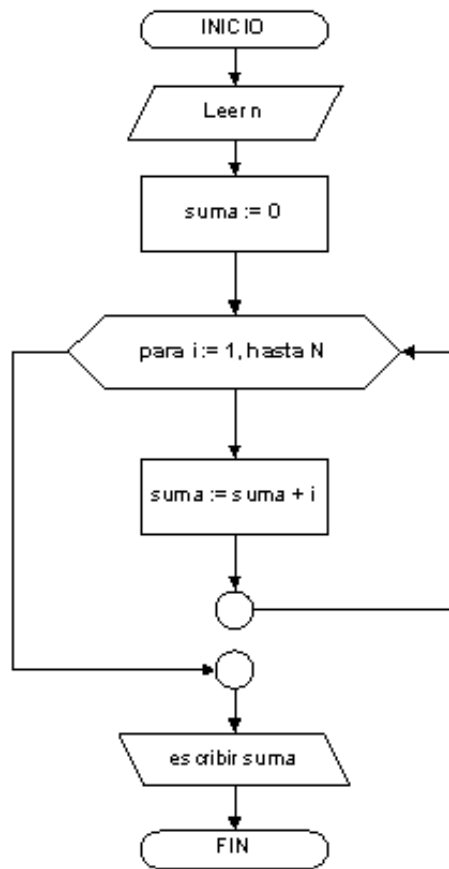 INICIO
Leer n
suma := 0
para i := 1, hasta N
suma := suma + i
escribir suma
FIN